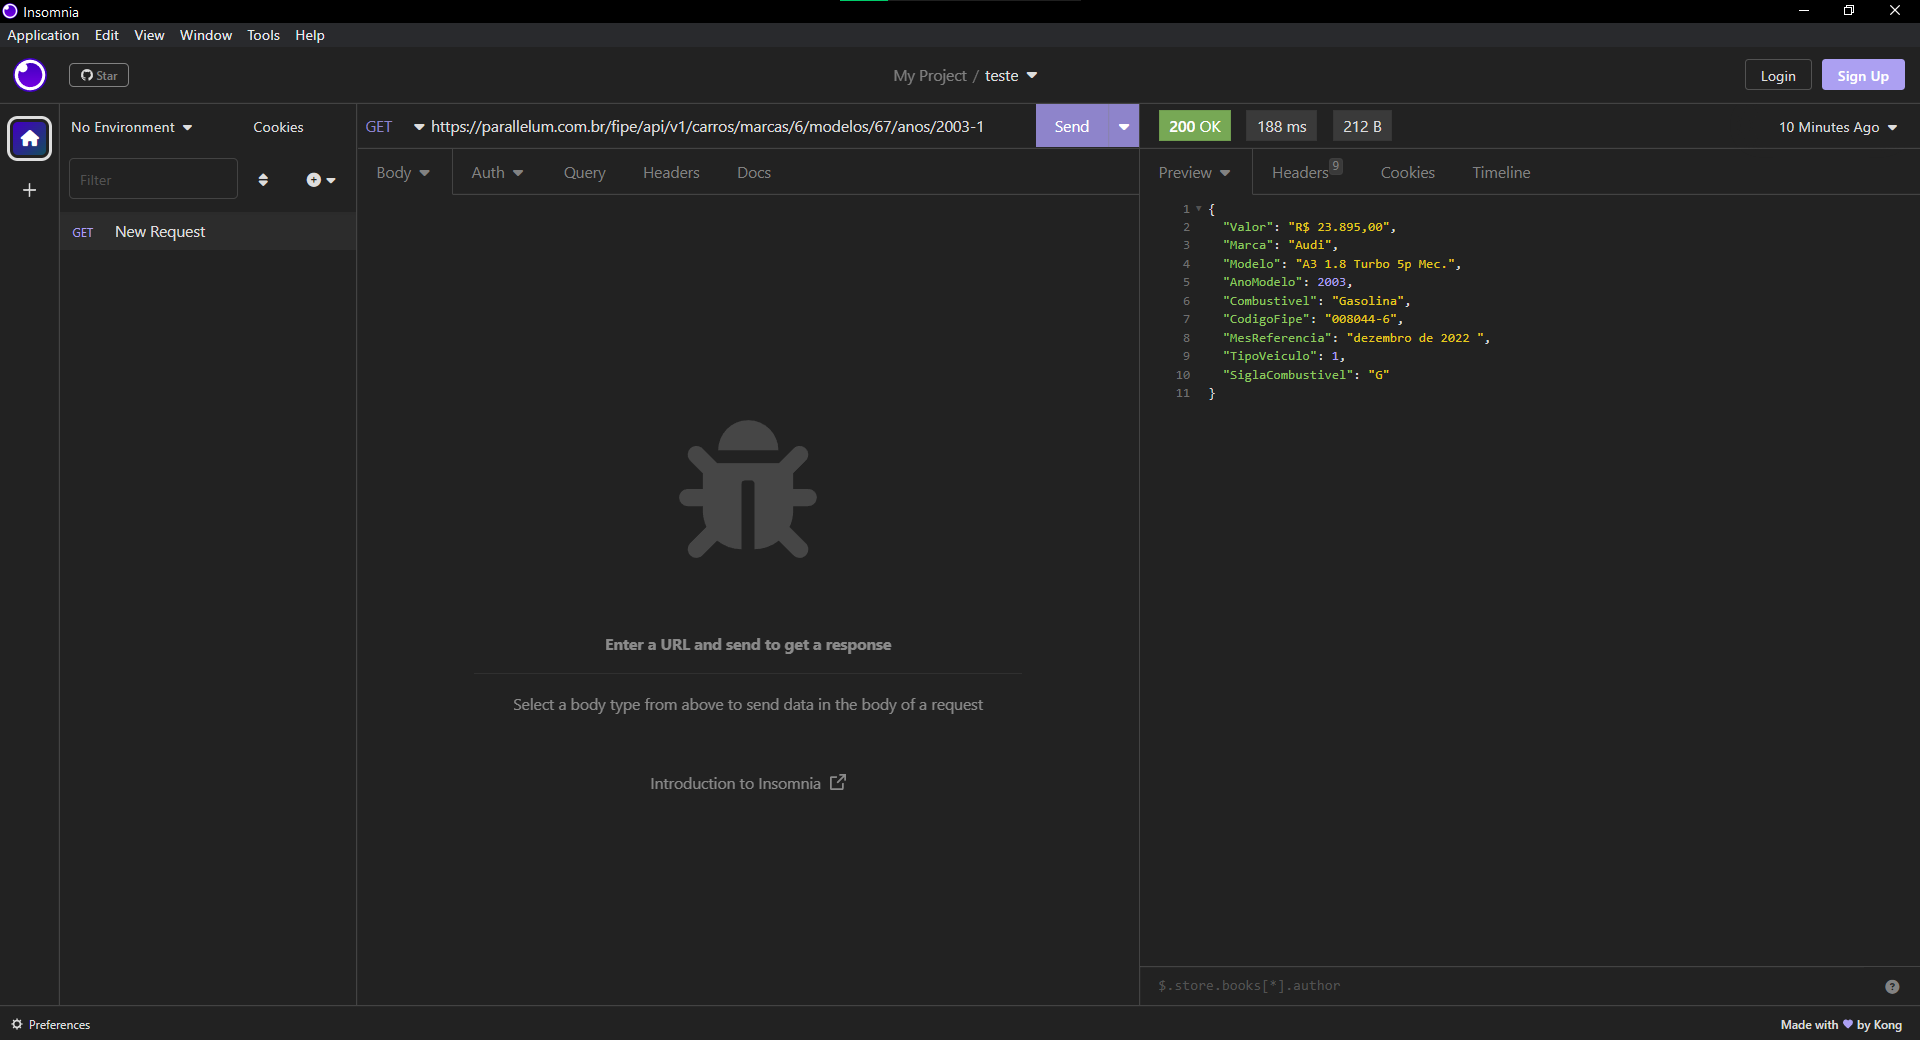 Insomnia
Application Edit View Window Tools Help
Star
My Project / teste
Login
Sign Up
No Environment
Cookies
Filter
GET New Request
GET https://parallelum.com.br/fipe/api/v1/carros/marcas/6/modelos/67/anos/2003-1 Send
Body Auth Query Headers Docs
Enter a URL and send to get a response
Select a body type from above to send data in the body of a request
Introduction to Insomnia
200 OK 188 ms 212 B 10 Minutes Ago
Preview Headers 9 Cookies Timeline
1 {
2 "Valor": "R$ 23.895,00",
3 "Marca": "Audi",
4 "Modelo": "A3 1.8 Turbo 5p Mec.",
5 "AnoModelo": 2003,
6 "Combustivel": "Gasolina",
7 "CodigoFipe": "008044-6",
8 "MesReferencia": "dezembro de 2022 ",
9 "TipoVeiculo": 1,
10 "SiglaCombustivel": "G"
11 }
$.store.books[*].author
?
Preferences
Made with 💜 by Kong